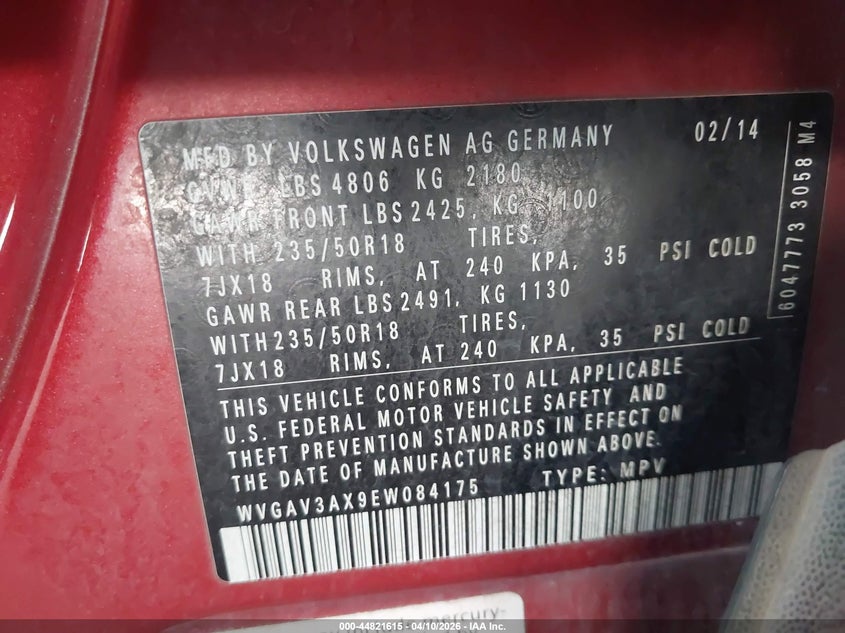 MFD BY VOLKSWAGEN AG GERMANY 02/14
GVWR LBS 4806 KG 2180
GAWR FRONT LBS 2425, KG 1100
WITH 235/50R18 TIRES,
7JX18 RIMS, AT 240 KPA, 35 PSI COLD
GAWR REAR LBS 2491, KG 1130
WITH 235/50R18 TIRES,
7JX18 RIMS, AT 240 KPA, 35 PSI COLD
THIS VEHICLE CONFORMS TO ALL APPLICABLE
U.S. FEDERAL MOTOR VEHICLE SAFETY AND
THEFT PREVENTION STANDARDS IN EFFECT ON
THE DATE OF MANUFACTURE SHOWN ABOVE.
WVGAV3AX9EW084175 TYPE: MPV
6047773 3058 M4
mercury-
000-44821615 - 04/10/2026 - IAA Inc.